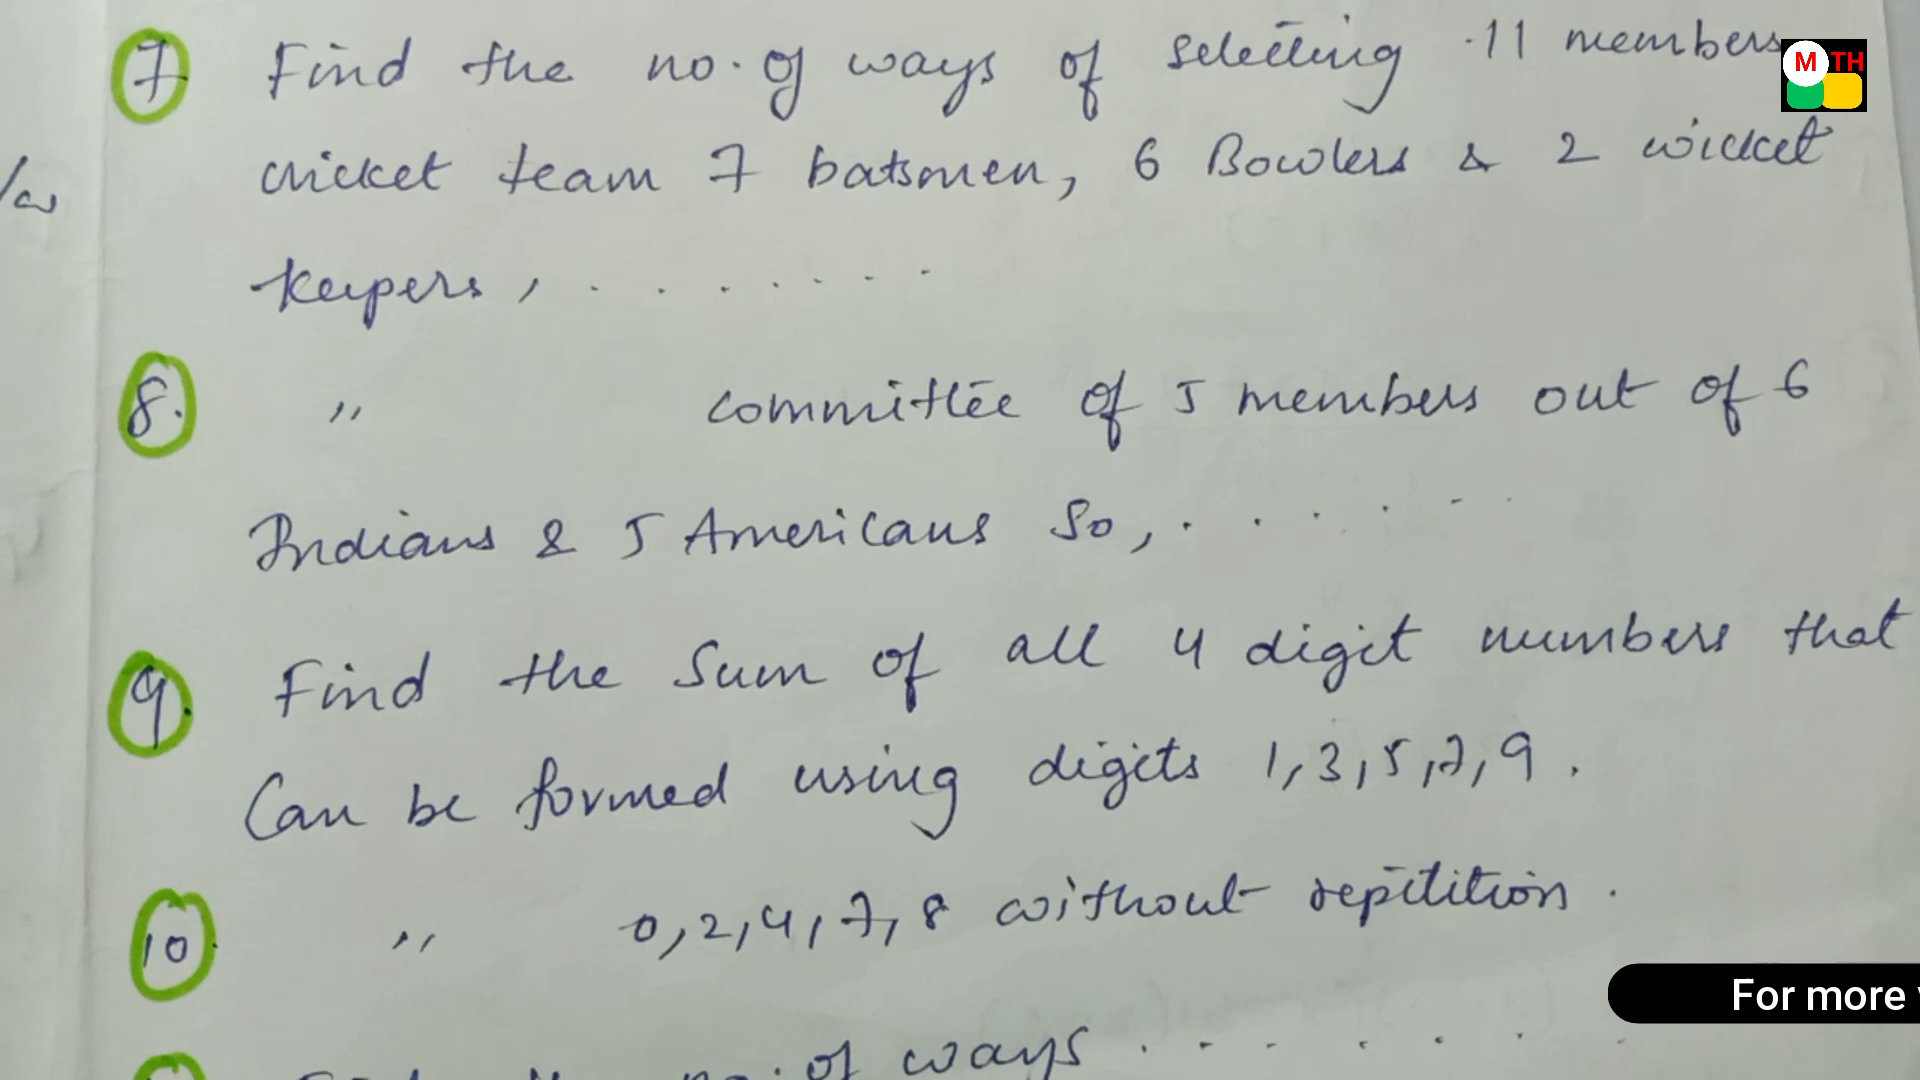 7 Find the no. of ways of selecting 11 members
M TH
cricket team 7 batsmen, 6 Bowlers & 2 wicket
keepers, . . . . . . .
8. " committee of 5 members out of 6
Indians & 5 Americans so, . . . . . .
9. Find the sum of all 4 digit numbers that
Can be formed using digits 1,3,5,7,9.
10 " 0,2,4,7,8 without repitition.
For more
no. of ways . . . . . .